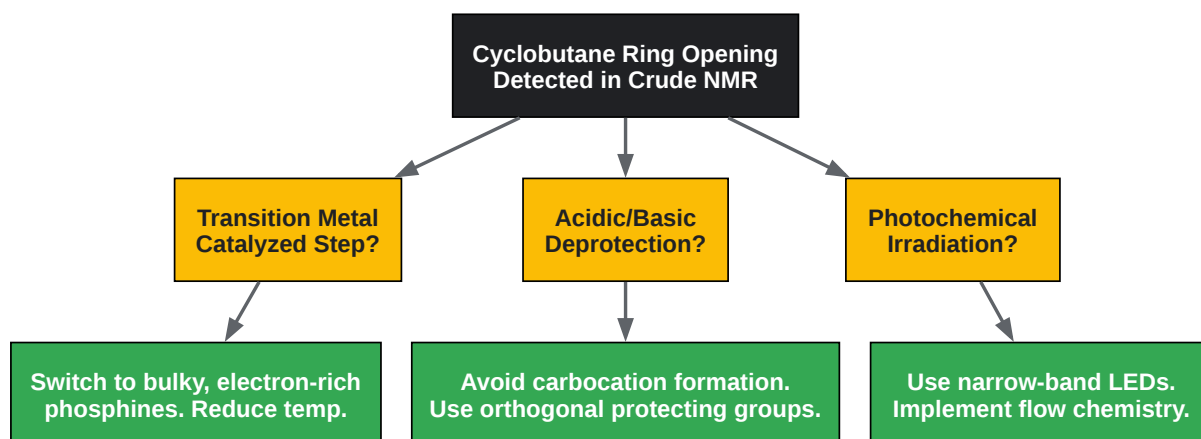 Cyclobutane Ring Opening
Detected in Crude NMR
Transition Metal
Catalyzed Step?
Acidic/Basic
Deprotection?
Photochemical
Irradiation?
Switch to bulky, electron-rich
phosphines. Reduce temp.
Avoid carbocation formation.
Use orthogonal protecting groups.
Use narrow-band LEDs.
Implement flow chemistry.